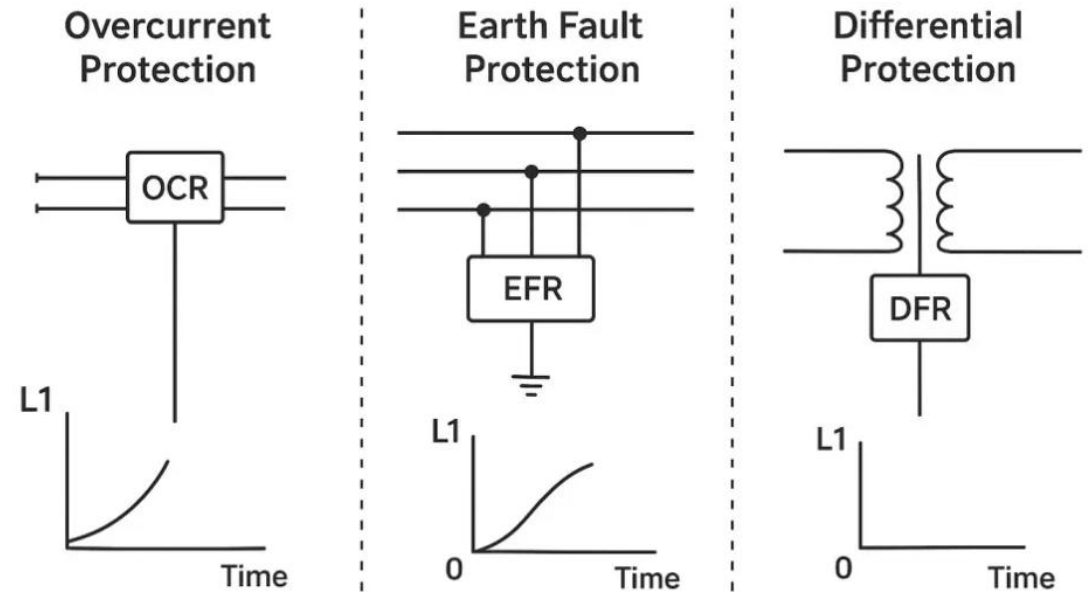 Overcurrent
Protection
OCR
L1
Time
Earth Fault
Protection
EFR
L1
0
Time
Differential
Protection
DFR
L1
0
Time